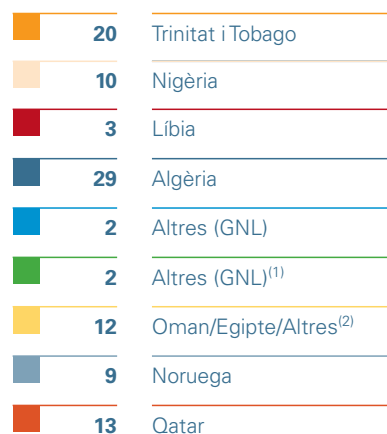 20 Trinitat i Tobago
10 Nigèria
3 Líbia
29 Algèria
2 Altres (GNL)
2 Altres (GNL)(1)
12 Oman/Egipte/Altres(2)
9 Noruega
13 Qatar